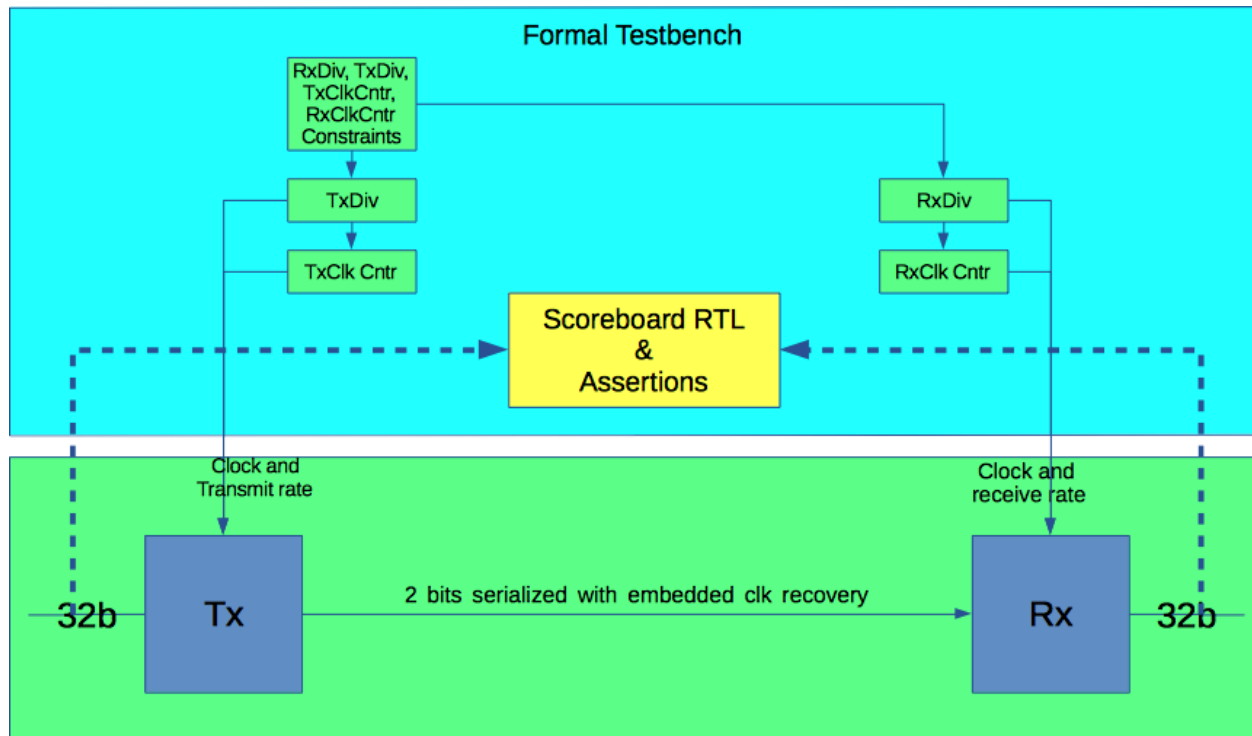 Formal Testbench
RxDiv, TxDiv,
TxClkCntr,
RxClkCntr
Constraints
TxDiv
RxDiv
TxClk Cntr
RxClk Cntr
Scoreboard RTL
&
Assertions
Clock and
Transmit rate
Clock and
receive rate
32b
Tx
2 bits serialized with embedded clk recovery
Rx
32b